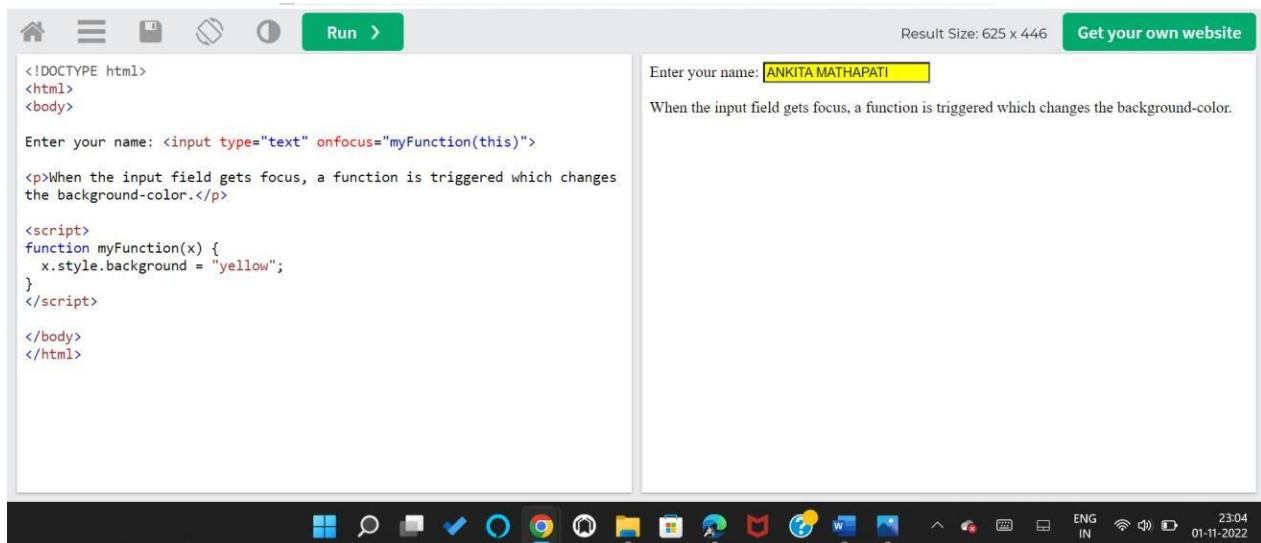 Run ❯
Result Size: 625 x 446
Get your own website
<!DOCTYPE html>
<html>
<body>
Enter your name: <input type="text" onfocus="myFunction(this)">
<p>When the input field gets focus, a function is triggered which changes
the background-color.</p>
<script>
function myFunction(x) {
  x.style.background = "yellow";
}
</script>
</body>
</html>
Enter your name: ANKITA MATHAPATI
When the input field gets focus, a function is triggered which changes the background-color.
ENG
IN
23:04
01-11-2022